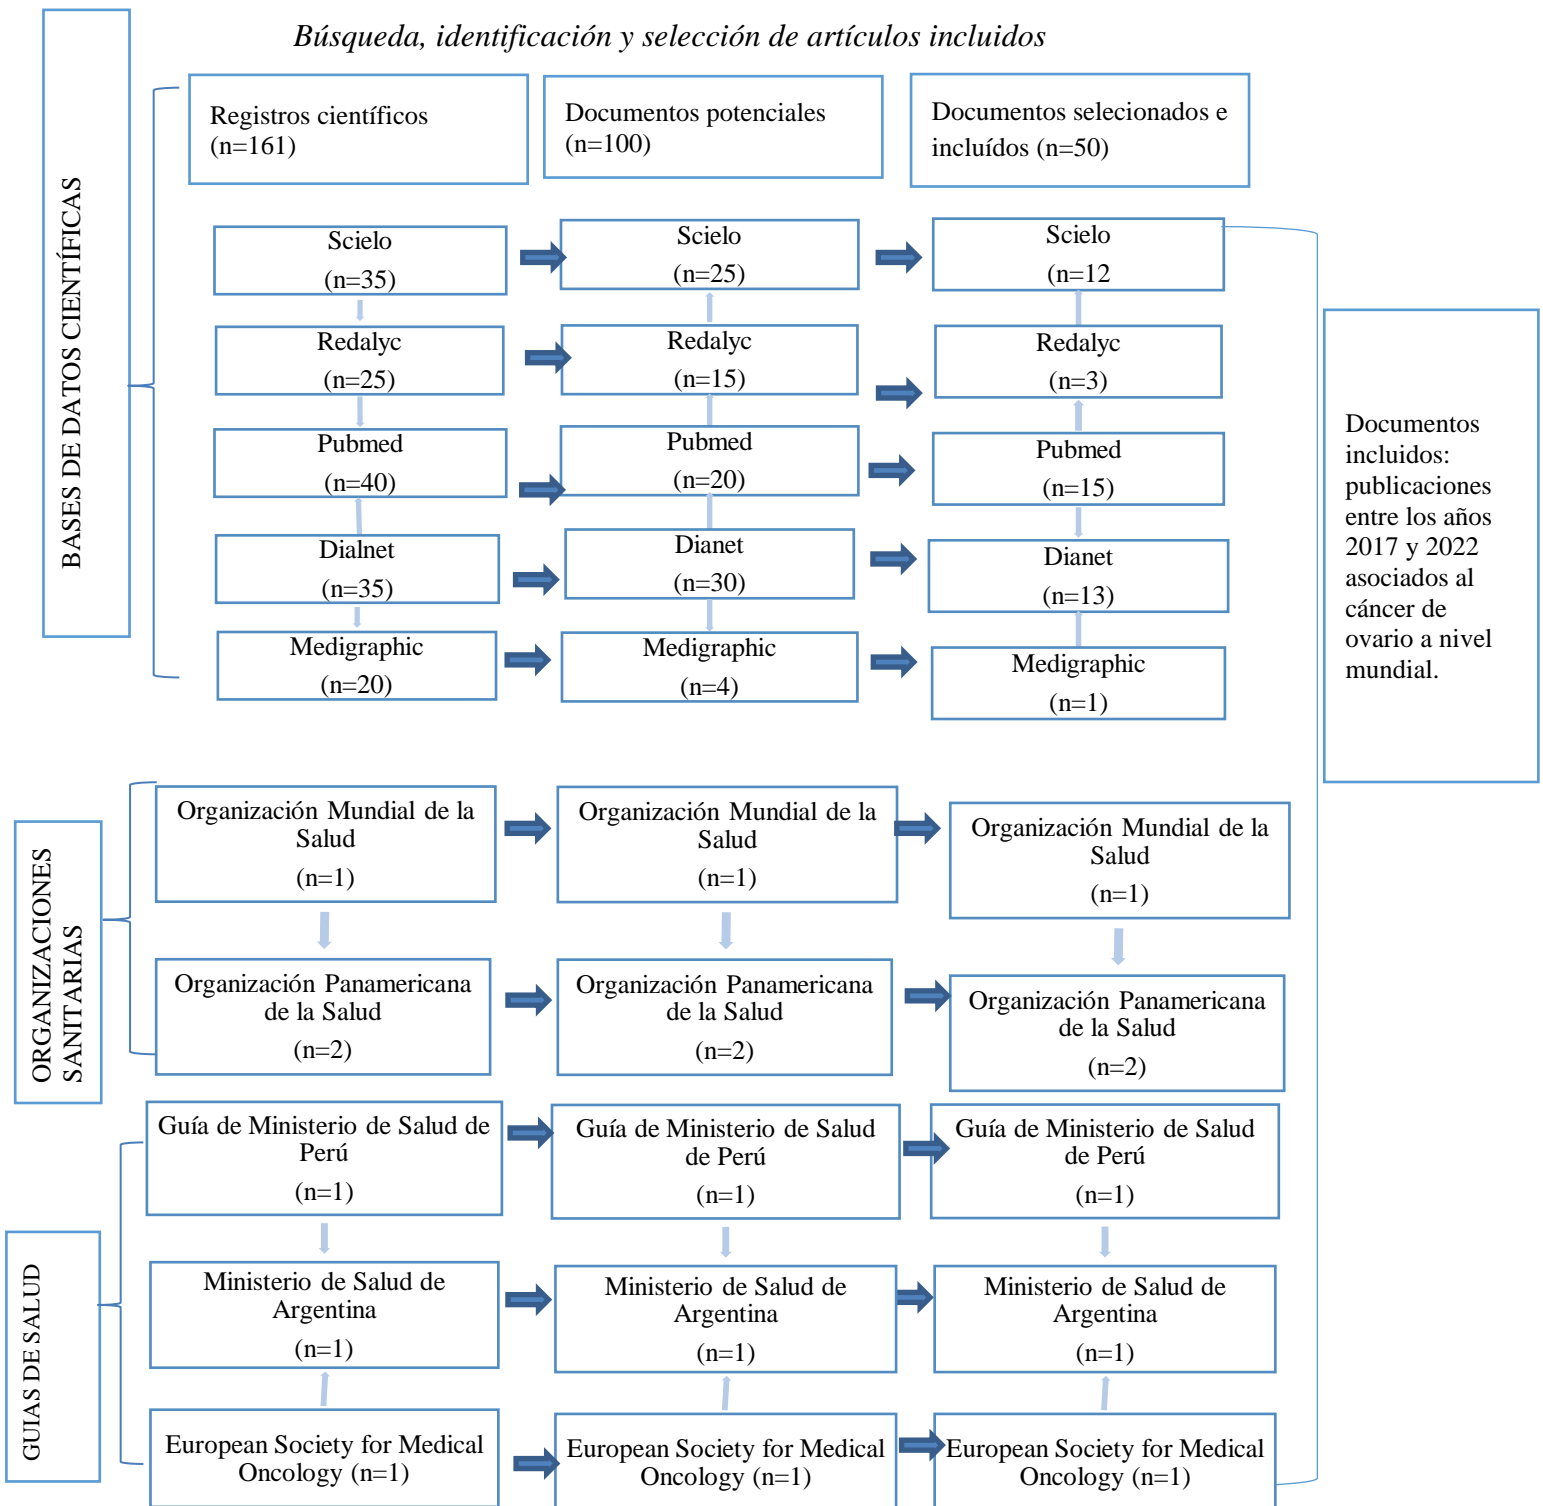 Búsqueda, identificación y selección de artículos incluidos
BASES DE DATOS CIENTÍFICAS
Registros científicos
(n=161)
Documentos potenciales
(n=100)
Documentos selecionados e
incluídos (n=50)
Scielo
(n=35)
Scielo
(n=25)
Scielo
(n=12
Redalyc
(n=25)
Redalyc
(n=15)
Redalyc
(n=3)
Pubmed
(n=40)
Pubmed
(n=20)
Pubmed
(n=15)
Dialnet
(n=35)
Dianet
(n=30)
Dianet
(n=13)
Medigraphic
(n=20)
Medigraphic
(n=4)
Medigraphic
(n=1)
Documentos
incluidos:
publicaciones
entre los años
2017 y 2022
asociados al
cáncer de
ovario a nivel
mundial.
ORGANIZACIONES
SANITARIAS
Organización Mundial de la
Salud
(n=1)
Organización Mundial de la
Salud
(n=1)
Organización Mundial de la
Salud
(n=1)
Organización Panamericana
de la Salud
(n=2)
Organización Panamericana
de la Salud
(n=2)
Organización Panamericana
de la Salud
(n=2)
GUIAS DE SALUD
Guía de Ministerio de Salud de
Perú
(n=1)
Guía de Ministerio de Salud
de Perú
(n=1)
Guía de Ministerio de Salud
de Perú
(n=1)
Ministerio de Salud de
Argentina
(n=1)
Ministerio de Salud de
Argentina
(n=1)
Ministerio de Salud de
Argentina
(n=1)
European Society for Medical
Oncology (n=1)
European Society for Medical
Oncology (n=1)
European Society for Medical
Oncology (n=1)